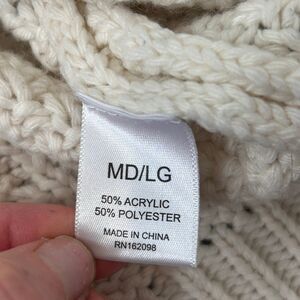 MD/LG
50% ACRYLIC
50% POLYESTER
MADE IN CHINA
RN162098